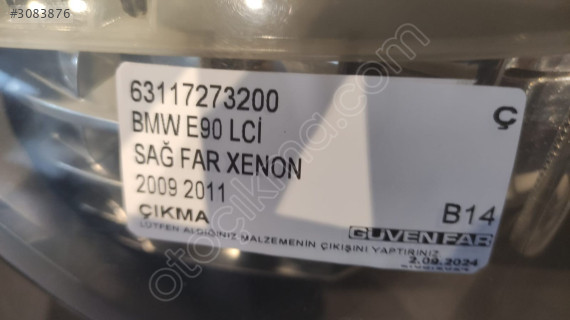 #3083876
63117273200
Ç
BMW E90 LCİ
SAĞ FAR XENON
2009 2011
ÇIKMA
B14
GÜVEN FAR
LÜTFEN ALDIĞINIZ MALZEMENİN ÇIKIŞINI YAPTIRINIZ
2.09.2024
otocikma.com